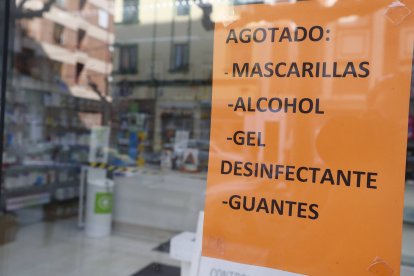 AGOTADO:
-MASCARILLAS
-ALCOHOL
-GEL
DESINFECTANTE
-GUANTES